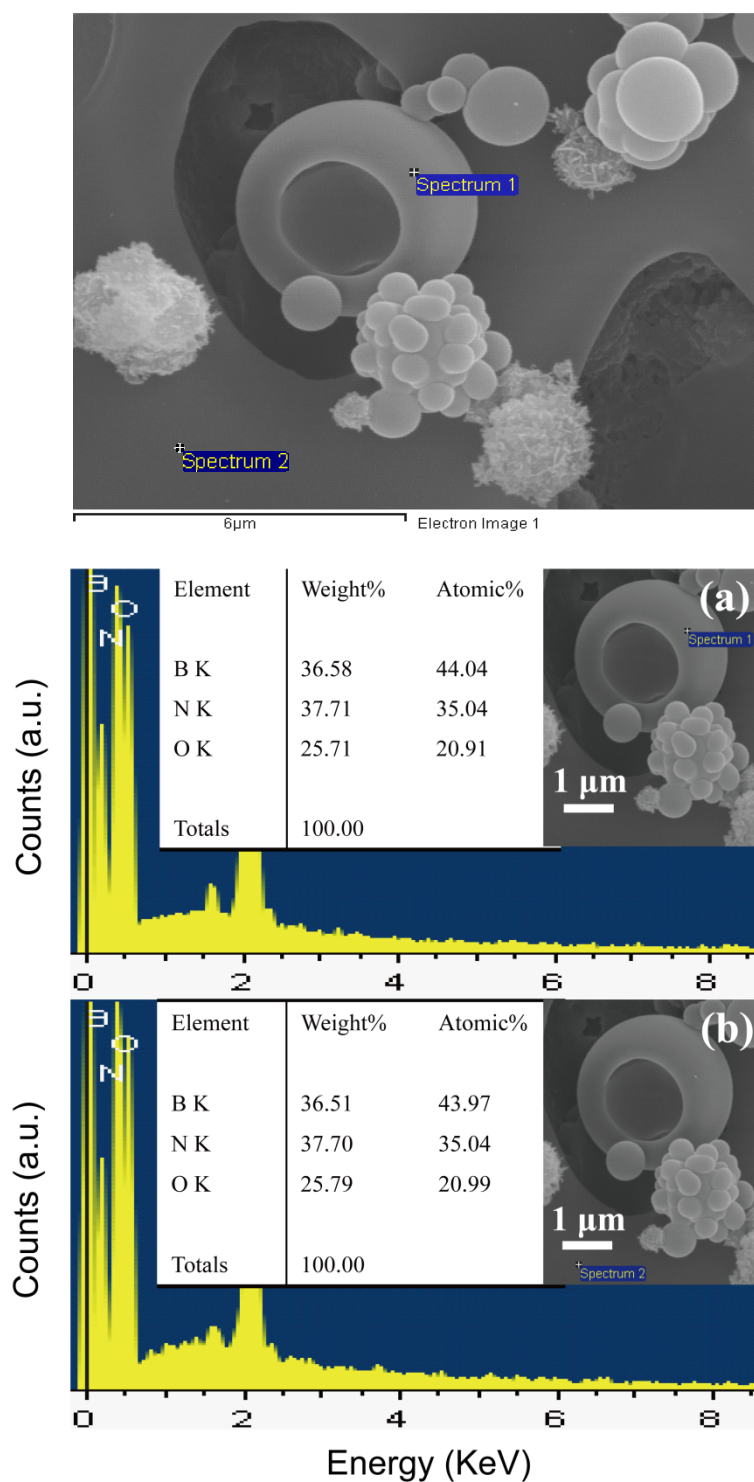 Spectrum 1
Spectrum 2
6µm
Electron Image 1
Counts (a.u.)
B
N
O
Element Weight% Atomic%
B K 36.58 44.04
N K 37.71 35.04
O K 25.71 20.91
Totals 100.00
(a)
Spectrum 1
1 µm
0 2 4 6 8
Counts (a.u.)
B
N
O
Element Weight% Atomic%
B K 36.51 43.97
N K 37.70 35.04
O K 25.79 20.99
Totals 100.00
(b)
1 µm
Spectrum 2
0 2 4 6 8
Energy (KeV)